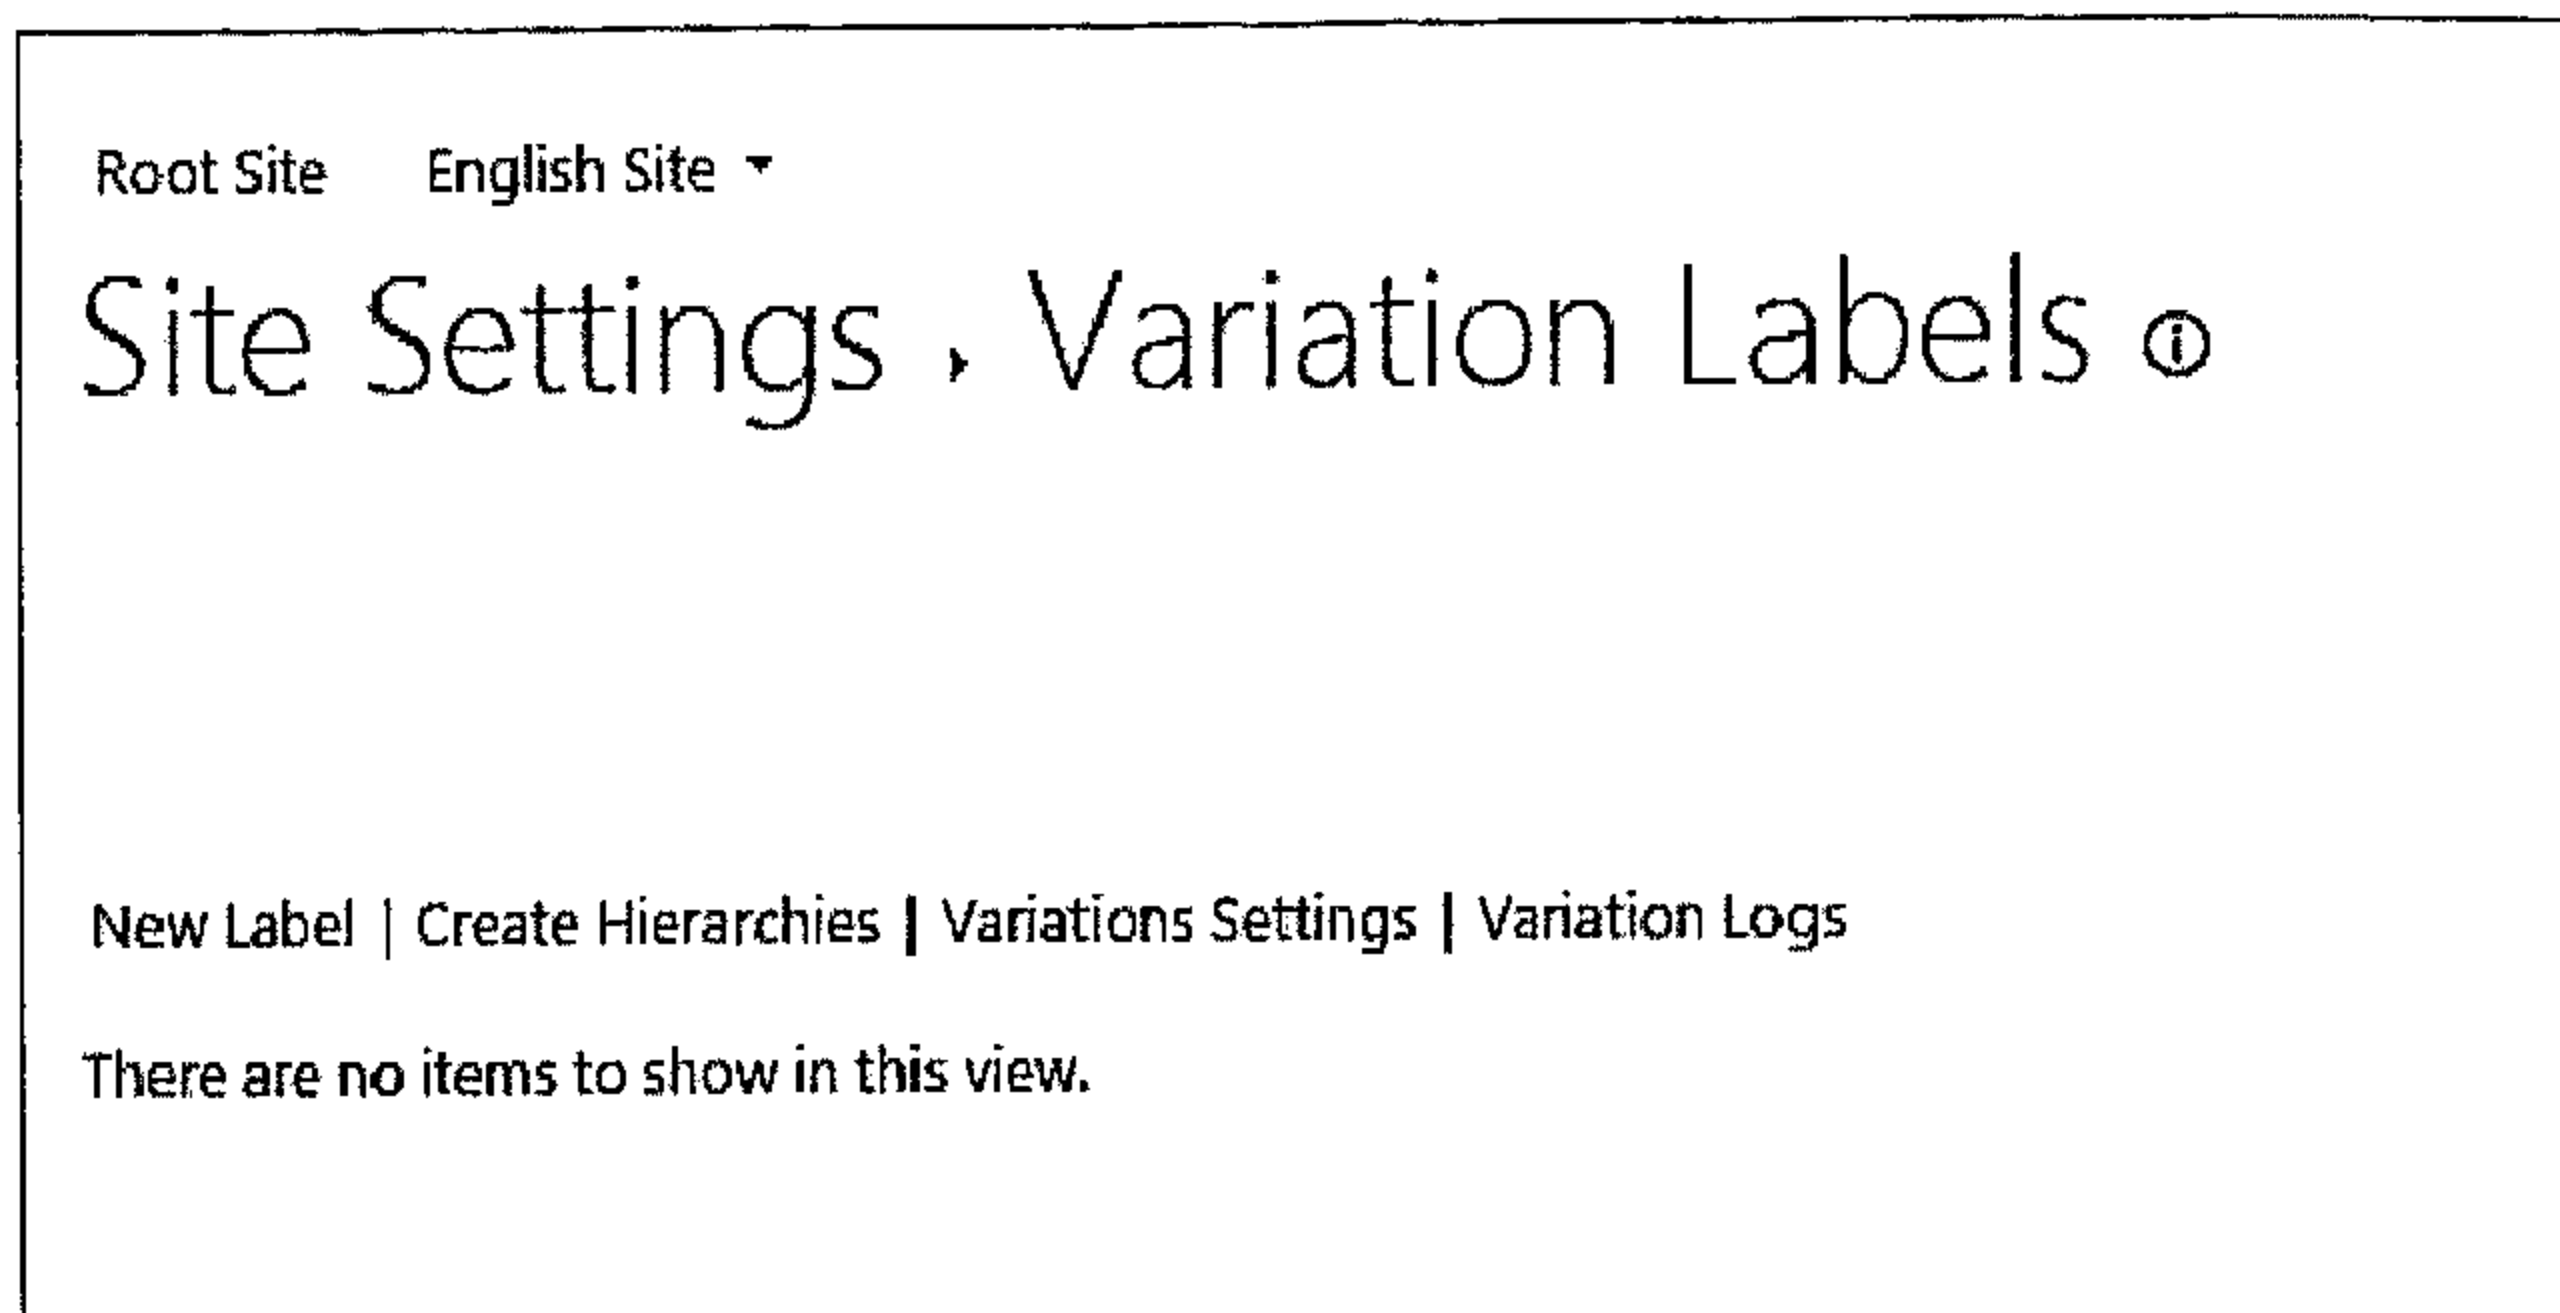 Root Site English Site
Site Settings › Variation Labels
New Label | Create Hierarchies | Variations Settings | Variation Logs
There are no items to show in this view.